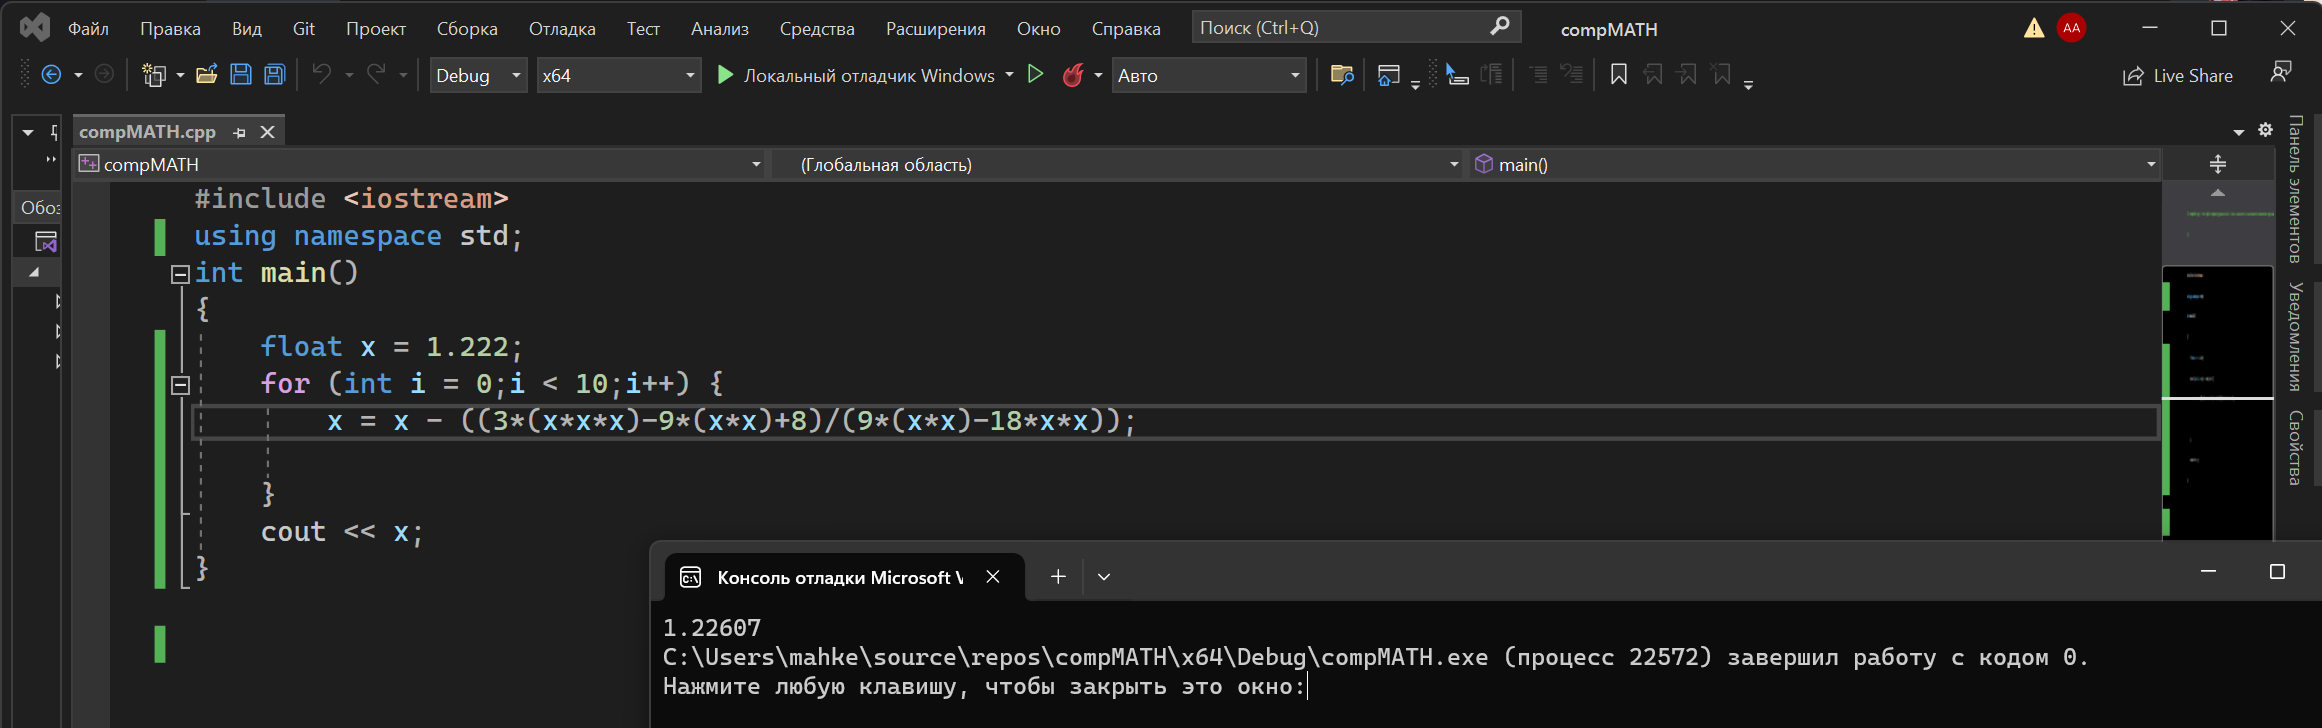 Файл Правка Вид Git Проект Сборка Отладка Тест Анализ Средства Расширения Окно Справка Поиск (Ctrl+Q) compMATH AA
Debug x64 Локальный отладчик Windows Авто Live Share
compMATH.cpp
compMATH (Глобальная область) main()
Обоз
#include <iostream>
using namespace std;
int main()
{
float x = 1.222;
for (int i = 0;i < 10;i++) {
x = x - ((3*(x*x*x)-9*(x*x)+8)/(9*(x*x)-18*x*x));
}
cout << x;
}
Панель элементов
Уведомления
Свойства
Консоль отладки Microsoft V
1.22607
C:\Users\mahke\source\repos\compMATH\x64\Debug\compMATH.exe (процесс 22572) завершил работу с кодом 0.
Нажмите любую клавишу, чтобы закрыть это окно: